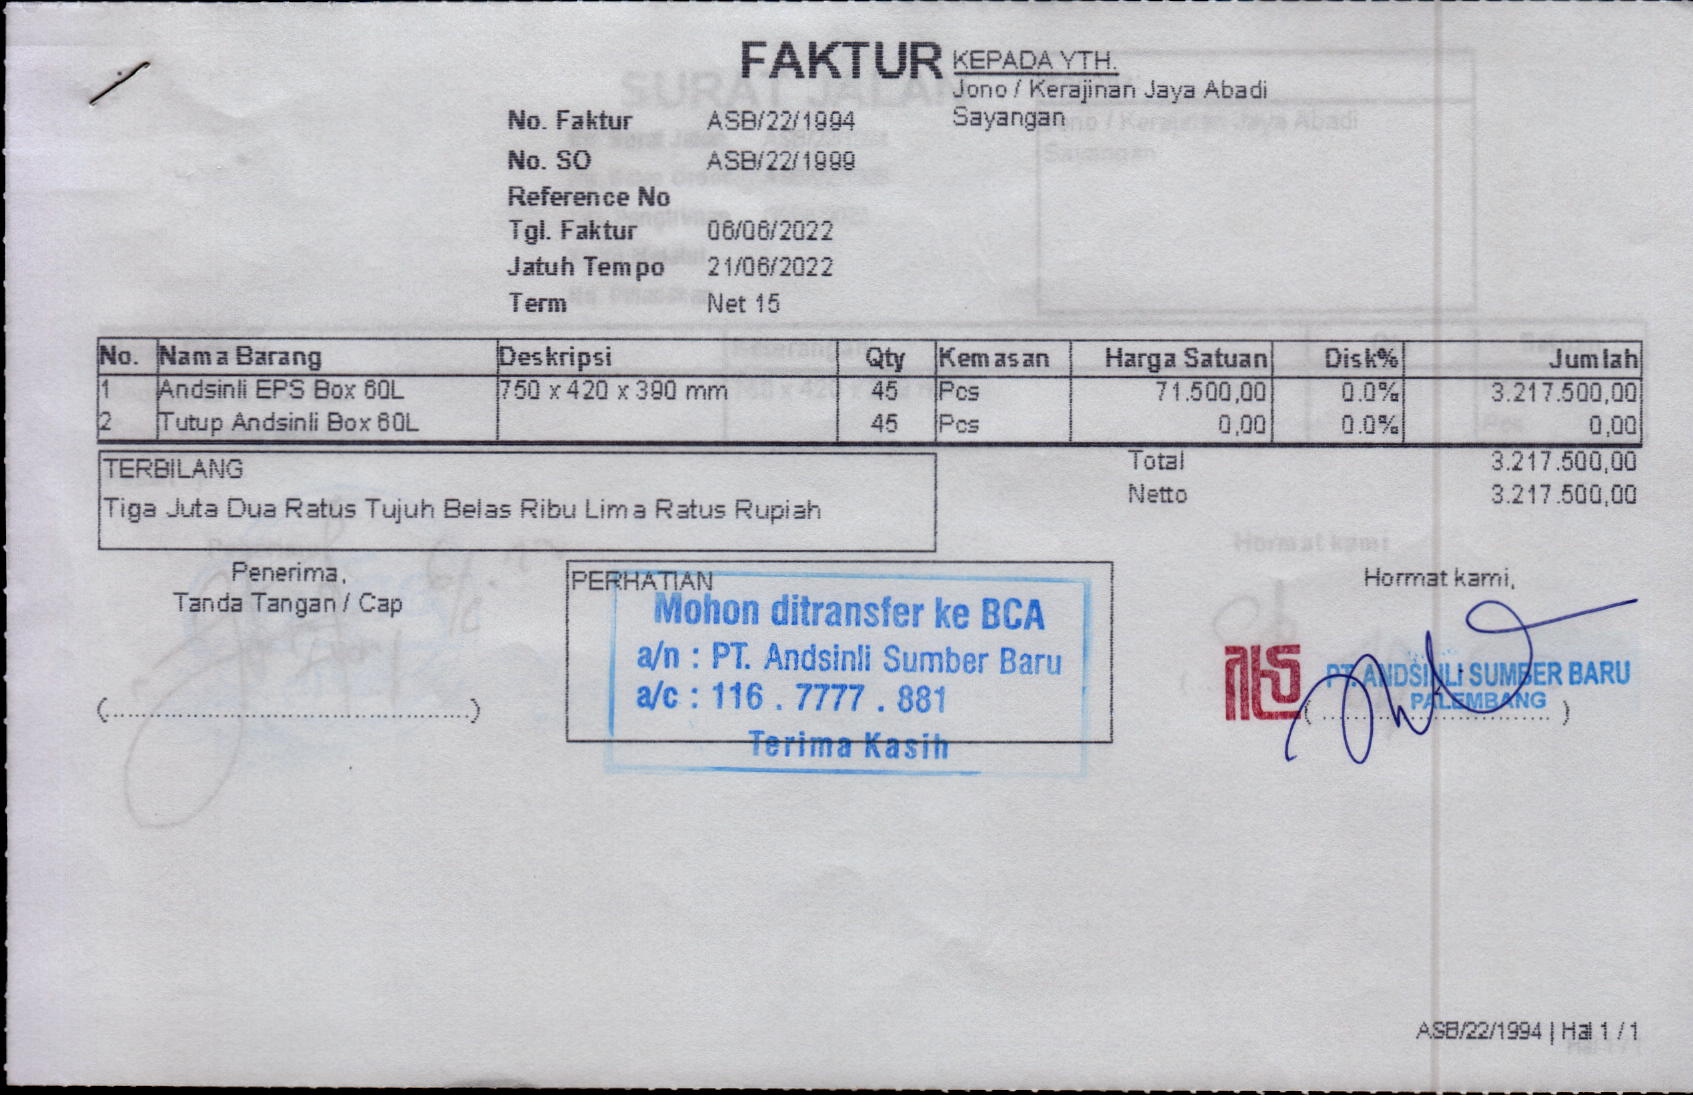 FAKTUR
KEPADA YTH.
Jono / Kerajinan Jaya Abadi
Sayangan
No. Faktur ASB/22/1994
No. SO ASB/22/1999
Reference No
Tgl. Faktur 06/06/2022
Jatuh Tempo 21/06/2022
Term Net 15
No. Nama Barang Deskripsi Qty Kemasan Harga Satuan Disk% Jumlah
1 Andsinli EPS Box 60L 750 x 420 x 390 mm 45 Pcs 71.500,00 0.0% 3.217.500,00
2 Tutup Andsinli Box 60L 45 Pcs 0,00 0.0% 0,00
TERBILANG
Tiga Juta Dua Ratus Tujuh Belas Ribu Lima Ratus Rupiah
Total 3.217.500,00
Netto 3.217.500,00
Penerima,
Tanda Tangan / Cap
(..............................................)
PERHATIAN
Mohon ditransfer ke BCA
a/n : PT. Andsinli Sumber Baru
a/c : 116 . 7777 . 881
Terima Kasih
Hormat kami,
PT. ANDSINLI SUMBER BARU
PALEMBANG
ASB/22/1994 | Hal 1 / 1